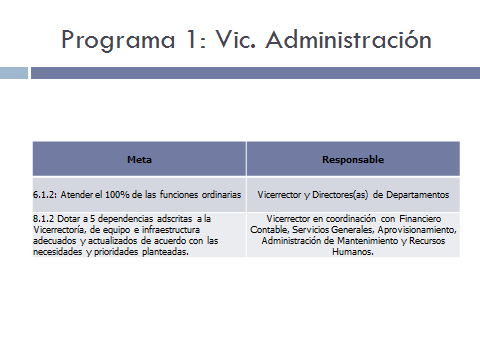 Programa 1: Vic. Administración
Meta
Responsable
6.1.2: Atender el 100% de las funciones ordinarias
Vicerrector y Directores(as) de Departamentos
8.1.2 Dotar a 5 dependencias adscritas a la
Vicerrectoría, de equipo e infraestructura
adecuados y actualizados de acuerdo con las
necesidades y prioridades planteadas.
Vicerrector en coordinación con Financiero
Contable, Servicios Generales, Aprovisionamiento,
Administración de Mantenimiento y Recursos
Humanos.